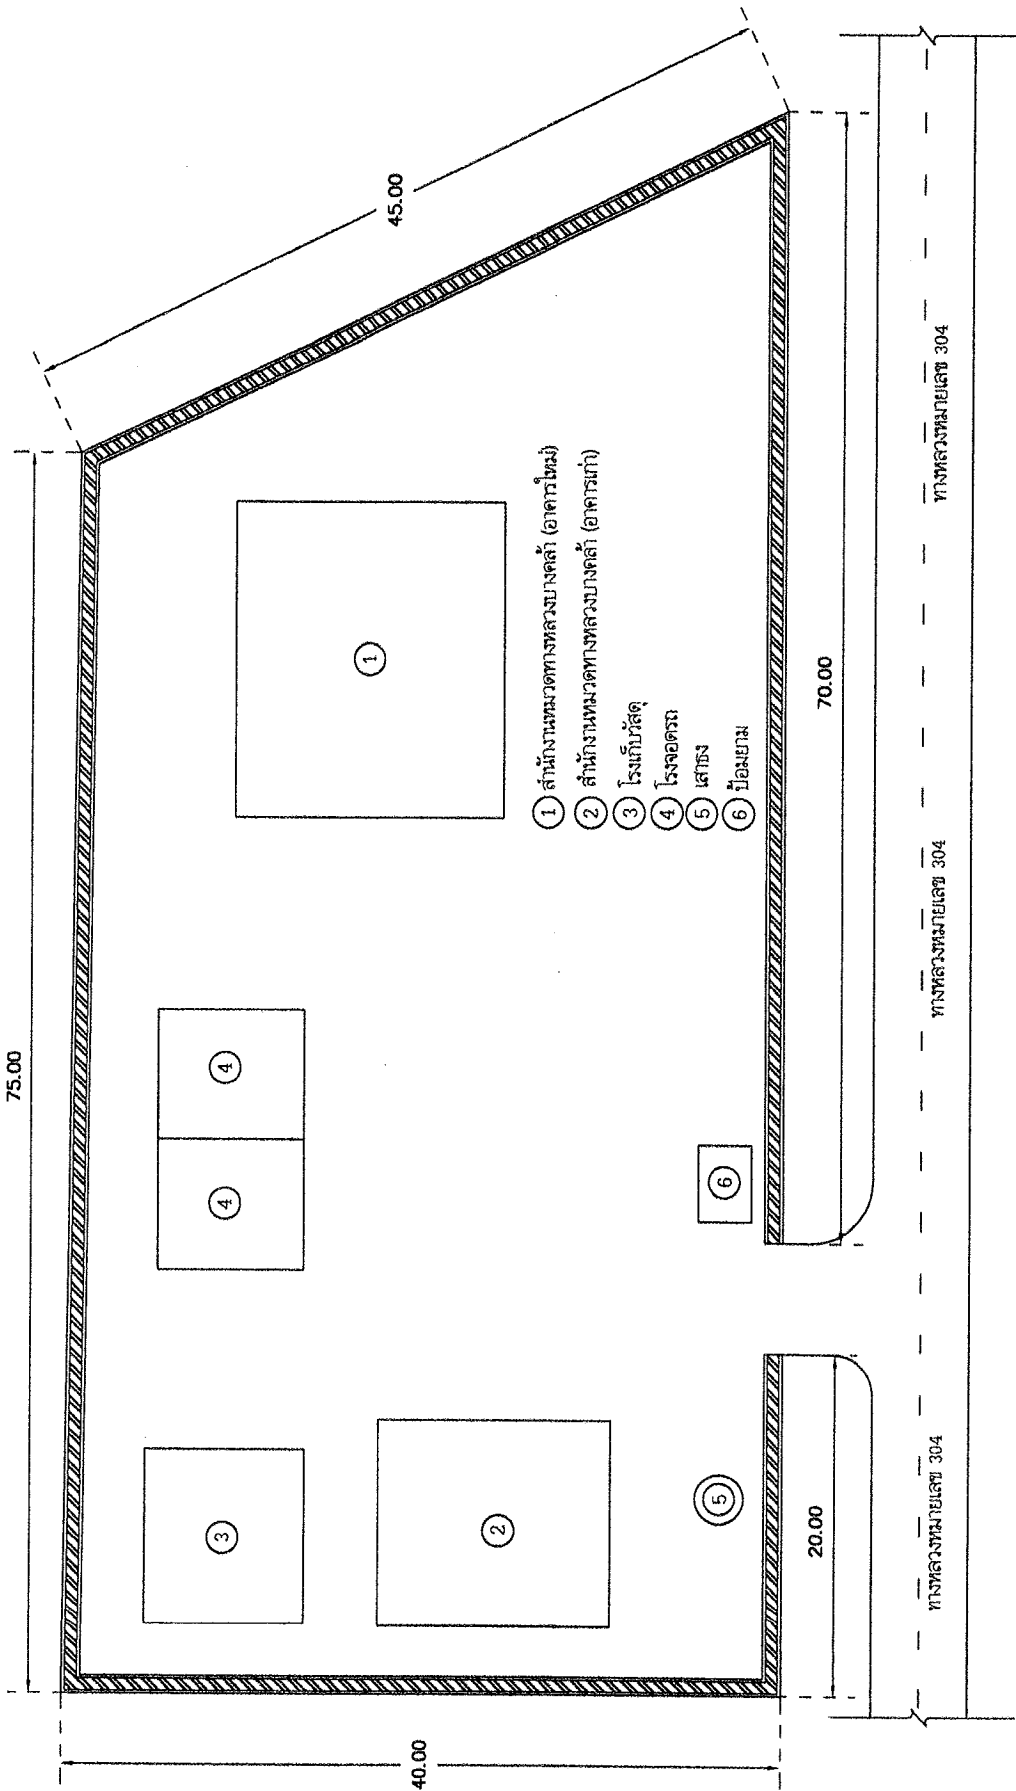 75.00
45.00
① สำนักงานหมวดทางหลวงบางคล้า (อาคารใหม่)
② สำนักงานหมวดทางหลวงบางคล้า (อาคารเก่า)
③ โรงเก็บวัสดุ
④ โรงจอดรถ
⑤ เสาธง
⑥ ป้อมยาม
①
④
④
③
②
⑤
⑥
40.00
20.00
70.00
ทางหลวงหมายเลข 304
ทางหลวงหมายเลข 304
ทางหลวงหมายเลข 304